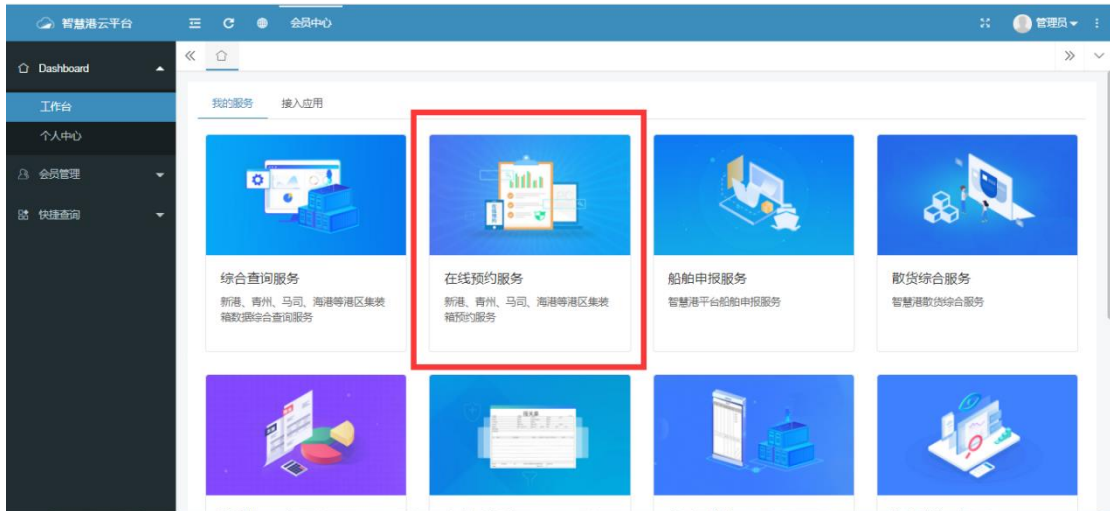 智慧港云平台
会员中心
管理员
Dashboard
工作台
个人中心
会员管理
快捷查询
我的服务 接入应用
综合查询服务
新港、青州、马司、海港等港区集装
箱数据综合查询服务
在线预约服务
新港、青州、马司、海港等港区集装
箱预约服务
船舶申报服务
智慧港平台船舶申报服务
散货综合服务
智慧港散货综合服务